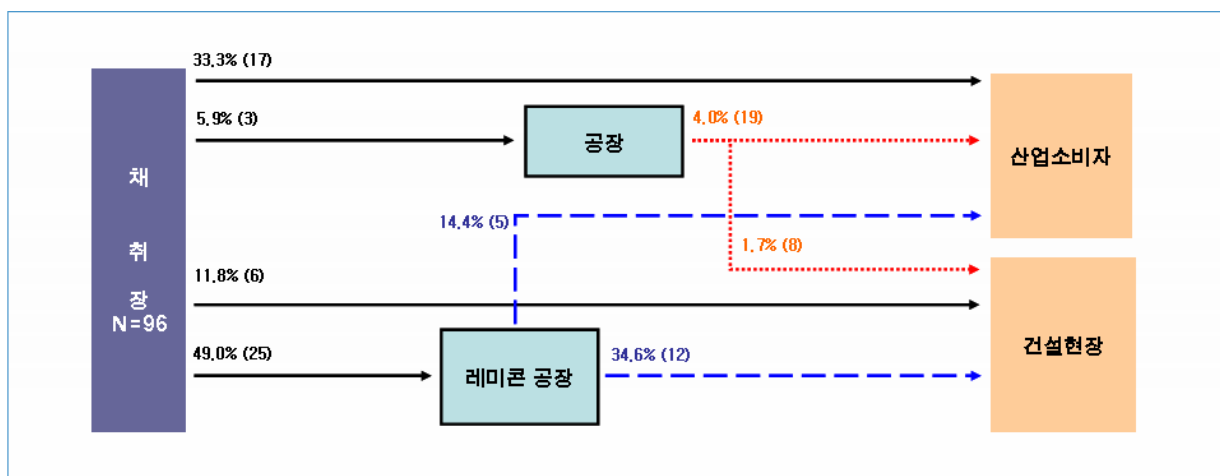 33.3% (17)
5.9% (3)
공장
4.0% (19)
산업소비자
채
취
장
N=96
14.4% (5)
1.7% (8)
11.8% (6)
49.0% (25)
레미콘 공장
34.6% (12)
건설현장